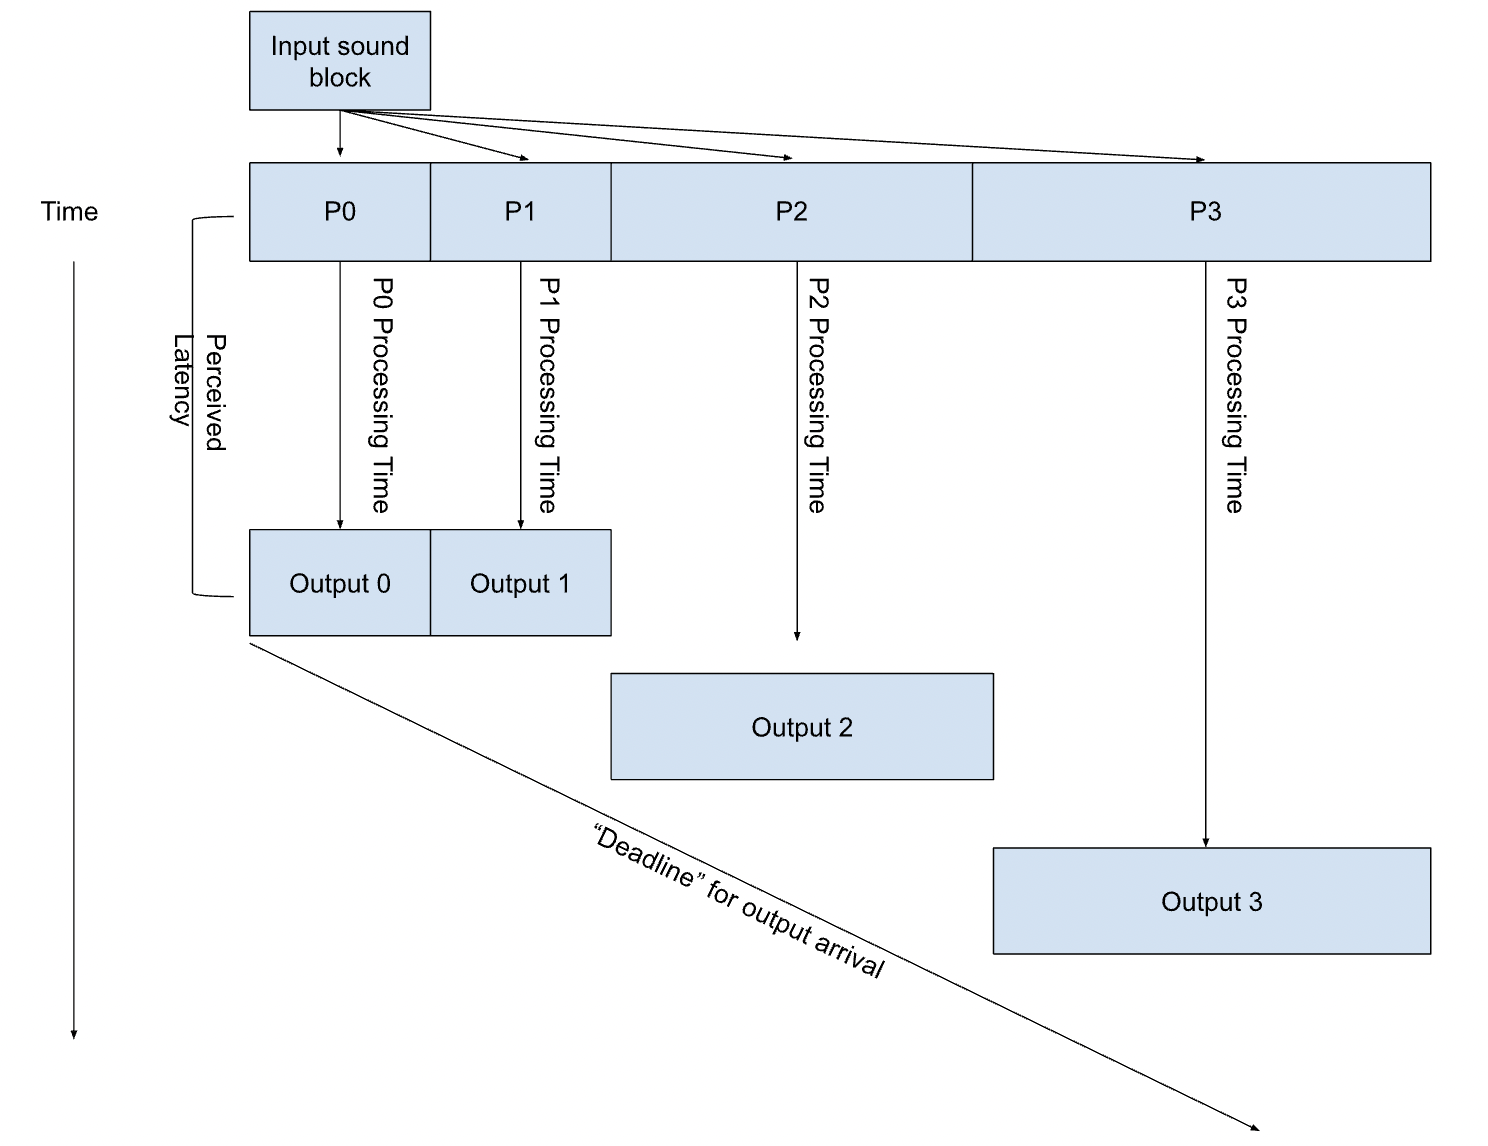 Input sound
block
Time
P0
P1
P2
P3
Perceived
Latency
P0 Processing Time
P1 Processing Time
P2 Processing Time
P3 Processing Time
Output 0
Output 1
Output 2
“Deadline” for output arrival
Output 3